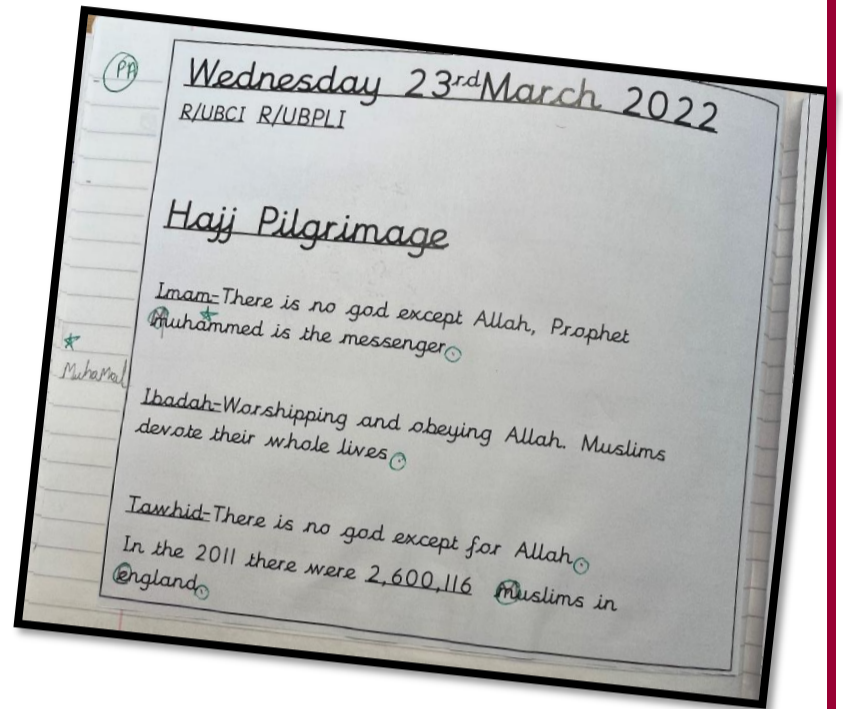 PP
Wednesday 23rd March 2022
R/UBCI R/UBPLI
Hajj Pilgrimage
Imam-There is no god except Allah, Prophet
muhammed is the messenger.
Muhamed
Ibadah-Worshipping and obeying Allah. Muslims
devote their whole lives.
Tawhid-There is no god except for Allah.
In the 2011 there were 2,600,116 muslims in
england.